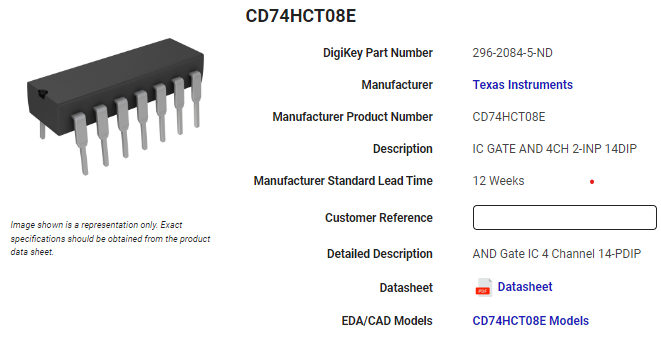 CD74HCT08E
DigiKey Part Number 296-2084-5-ND
Manufacturer Texas Instruments
Manufacturer Product Number CD74HCT08E
Description IC GATE AND 4CH 2-INP 14DIP
Manufacturer Standard Lead Time 12 Weeks
Customer Reference
Detailed Description AND Gate IC 4 Channel 14-PDIP
Datasheet PDF Datasheet
EDA/CAD Models CD74HCT08E Models
Image shown is a representation only. Exact
specifications should be obtained from the product
data sheet.